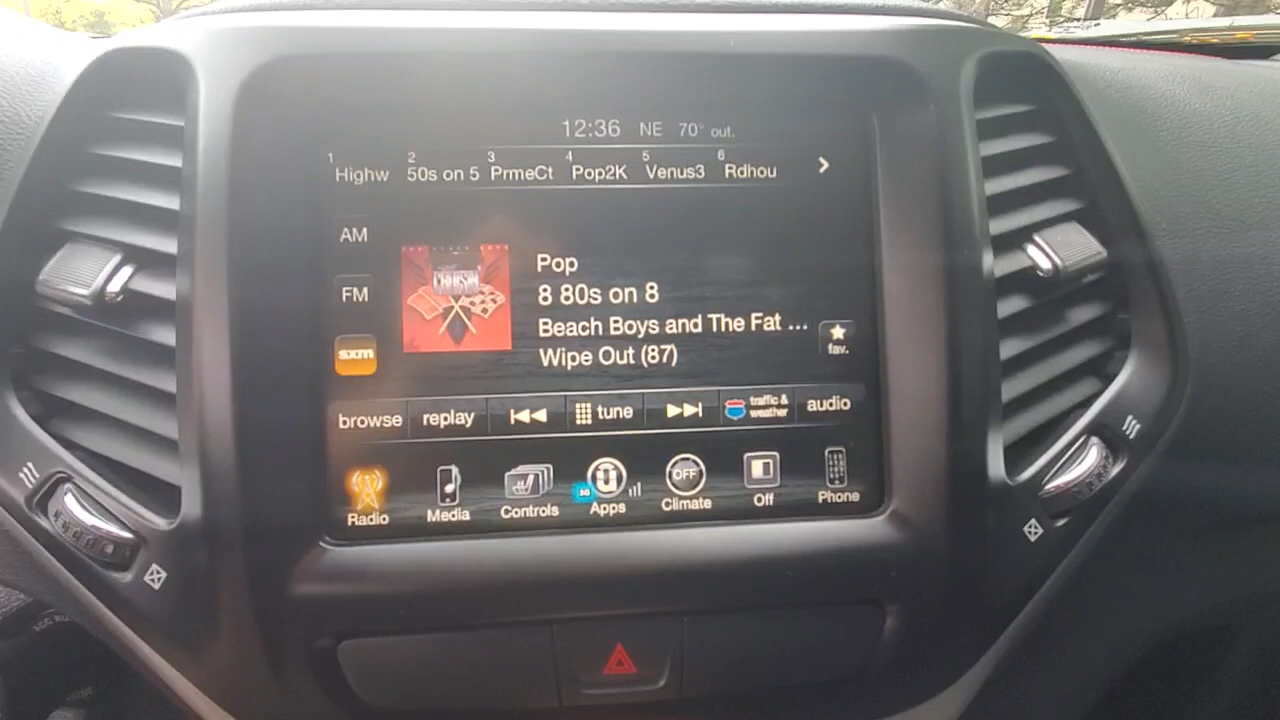 12:36 NE 70° out.
1 2 3 4 5 6
Highw 50s on 5 PrmeCt Pop2K Venus3 Rdhou
AM
FM
sxm
CRUISIN
Pop
8 80s on 8
Beach Boys and The Fat ...
Wipe Out (87)
fav.
browse replay tune traffic & weather audio
OFF
3G
Radio Media Controls Apps Climate Off Phone